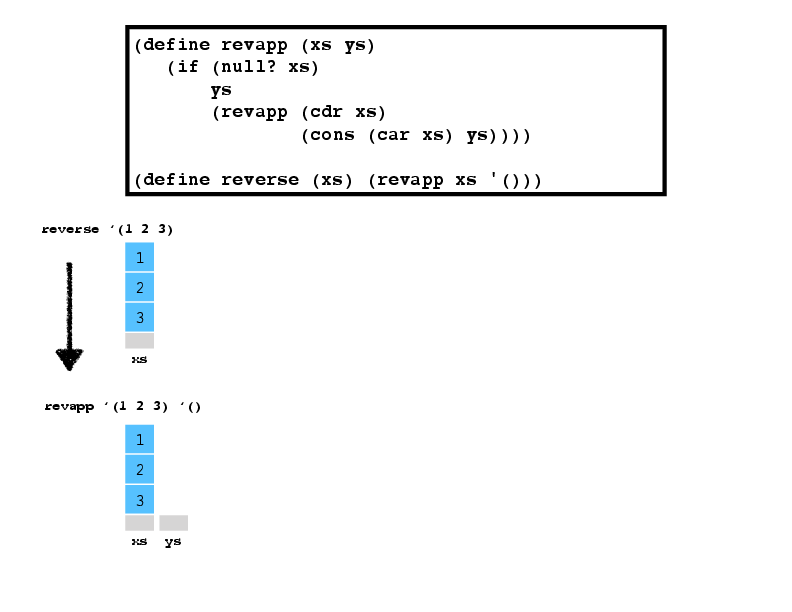 (define revapp (xs ys)
   (if (null? xs)
       ys
       (revapp (cdr xs)
               (cons (car xs) ys))))
(define reverse (xs) (revapp xs '()))
reverse ‘(1 2 3)
1
2
3
xs
revapp ‘(1 2 3) ‘()
1
2
3
xs ys